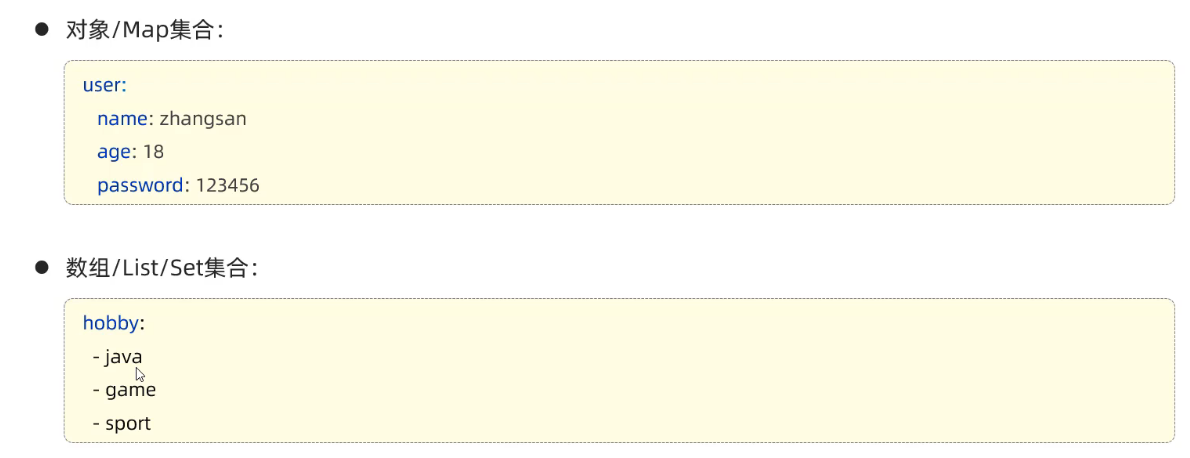 ● 对象/Map集合：
user:
name: zhangsan
age: 18
password: 123456
● 数组/List/Set集合：
hobby:
- java
- game
- sport